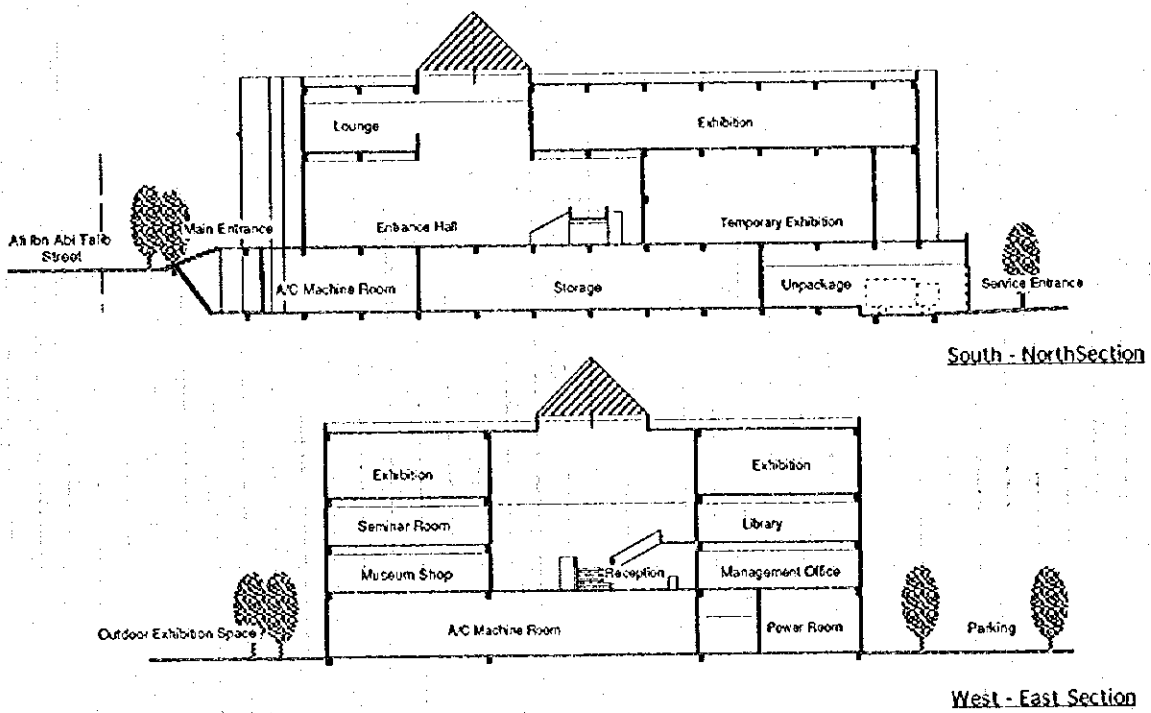 Lounge
Exhibition
Main Entrance
Entrance Hall
Temporary Exhibition
Ali Ibn Abi Talib
Street
A/C Machine Room
Storage
Unpackage
Service Entrance
South - NorthSection
Exhibition
Exhibition
Seminar Room
Library
Museum Shop
Reception
Management Office
Outdoor Exhibition Space
A/C Machine Room
Power Room
Parking
West - East Section